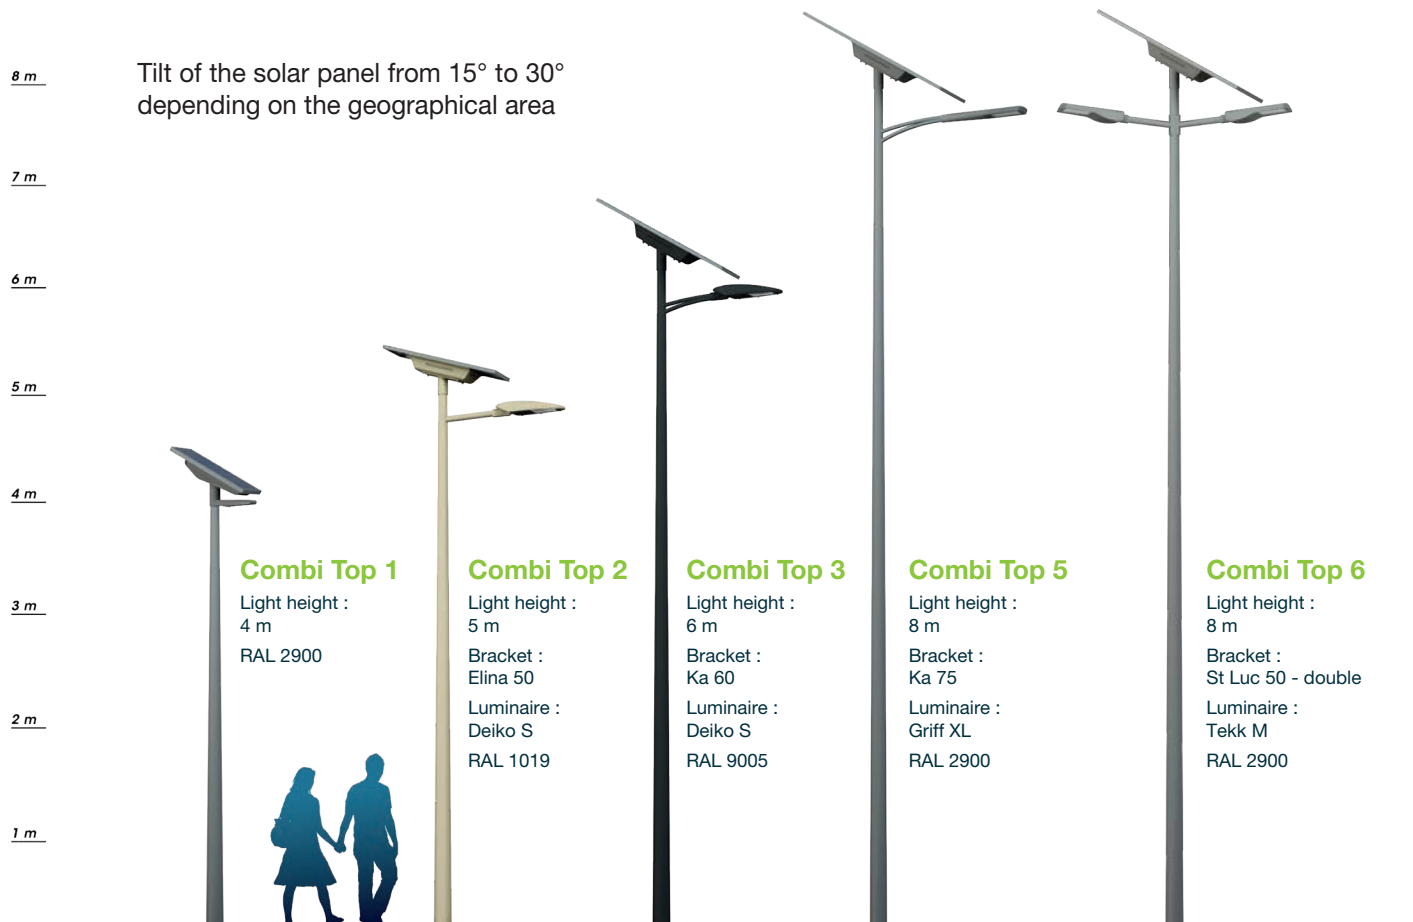 Tilt of the solar panel from 15° to 30°
depending on the geographical area
8 m
7 m
6 m
5 m
4 m
3 m
2 m
1 m
Combi Top 1
Light height :
4 m
RAL 2900
Combi Top 2
Light height :
5 m
Bracket :
Elina 50
Luminaire :
Deiko S
RAL 1019
Combi Top 3
Light height :
6 m
Bracket :
Ka 60
Luminaire :
Deiko S
RAL 9005
Combi Top 5
Light height :
8 m
Bracket :
Ka 75
Luminaire :
Griff XL
RAL 2900
Combi Top 6
Light height :
8 m
Bracket :
St Luc 50 - double
Luminaire :
Tekk M
RAL 2900